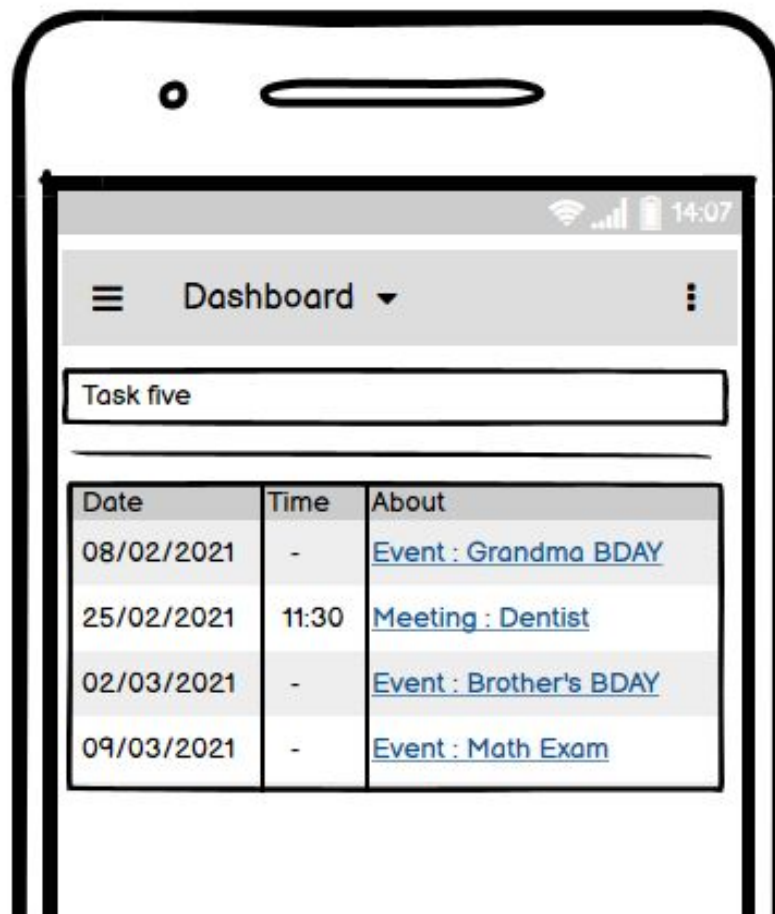 14:07
Dashboard
Task five
Date Time About
08/02/2021 - Event : Grandma BDAY
25/02/2021 11:30 Meeting : Dentist
02/03/2021 - Event : Brother's BDAY
09/03/2021 - Event : Math Exam